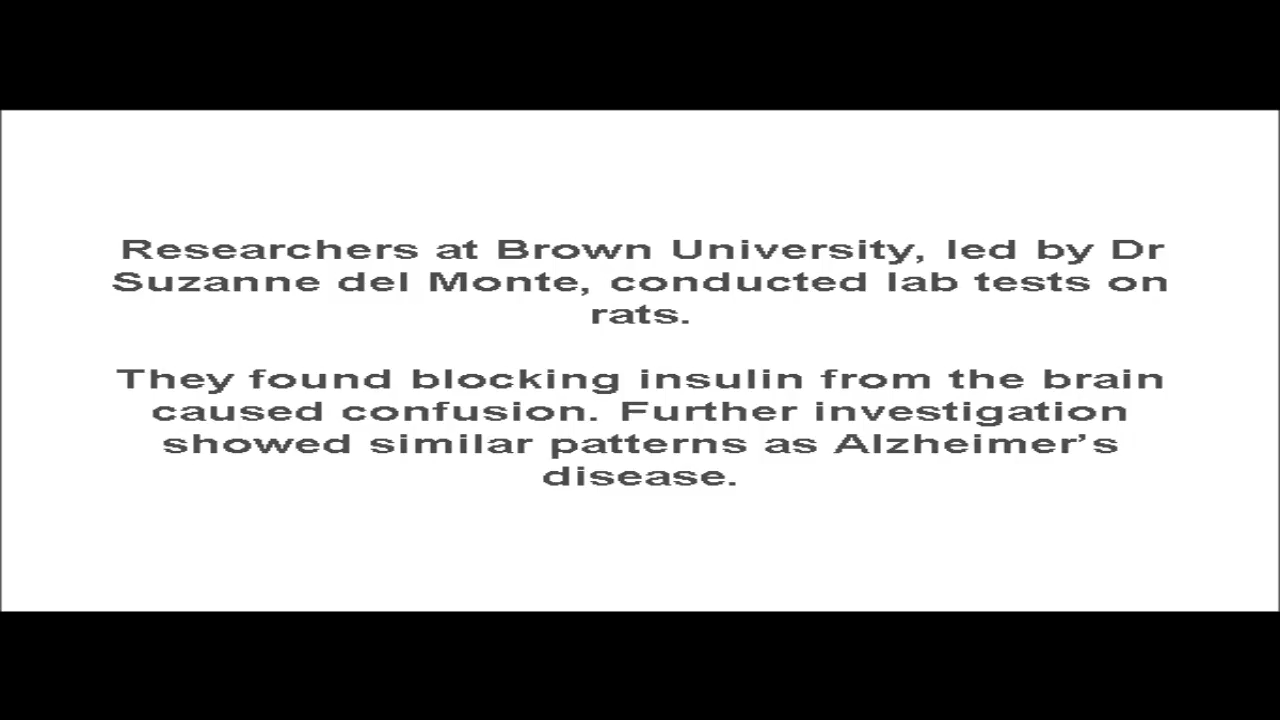 Researchers at Brown University, led by Dr
Suzanne del Monte, conducted lab tests on
rats.
They found blocking insulin from the brain
caused confusion. Further investigation
showed similar patterns as Alzheimer’s
disease.